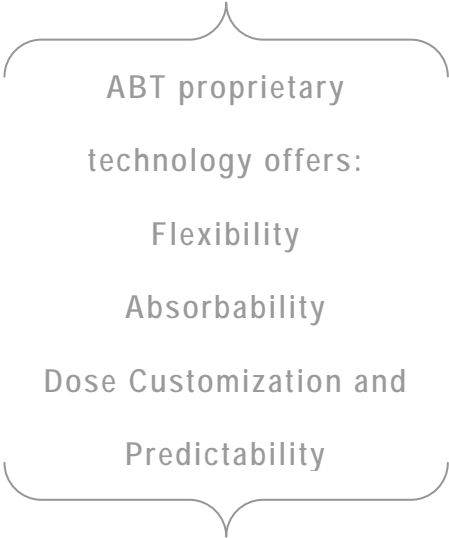 ABT proprietary
technology offers:
Flexibility
Absorbability
Dose Customization and
Predictability